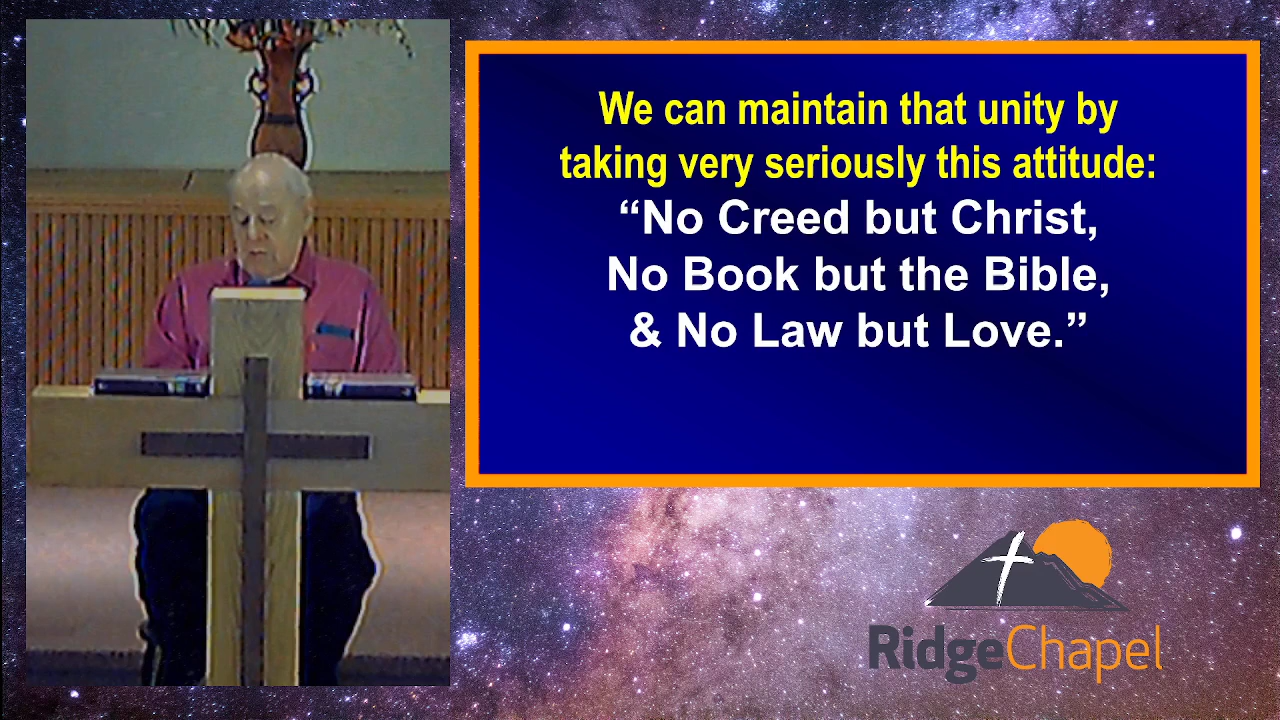 We can maintain that unity by
taking very seriously this attitude:
“No Creed but Christ,
No Book but the Bible,
& No Law but Love.”
RidgeChapel